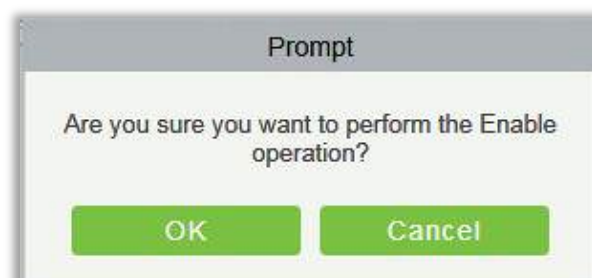 Prompt
Are you sure you want to perform the Enable
operation?
OK
Cancel